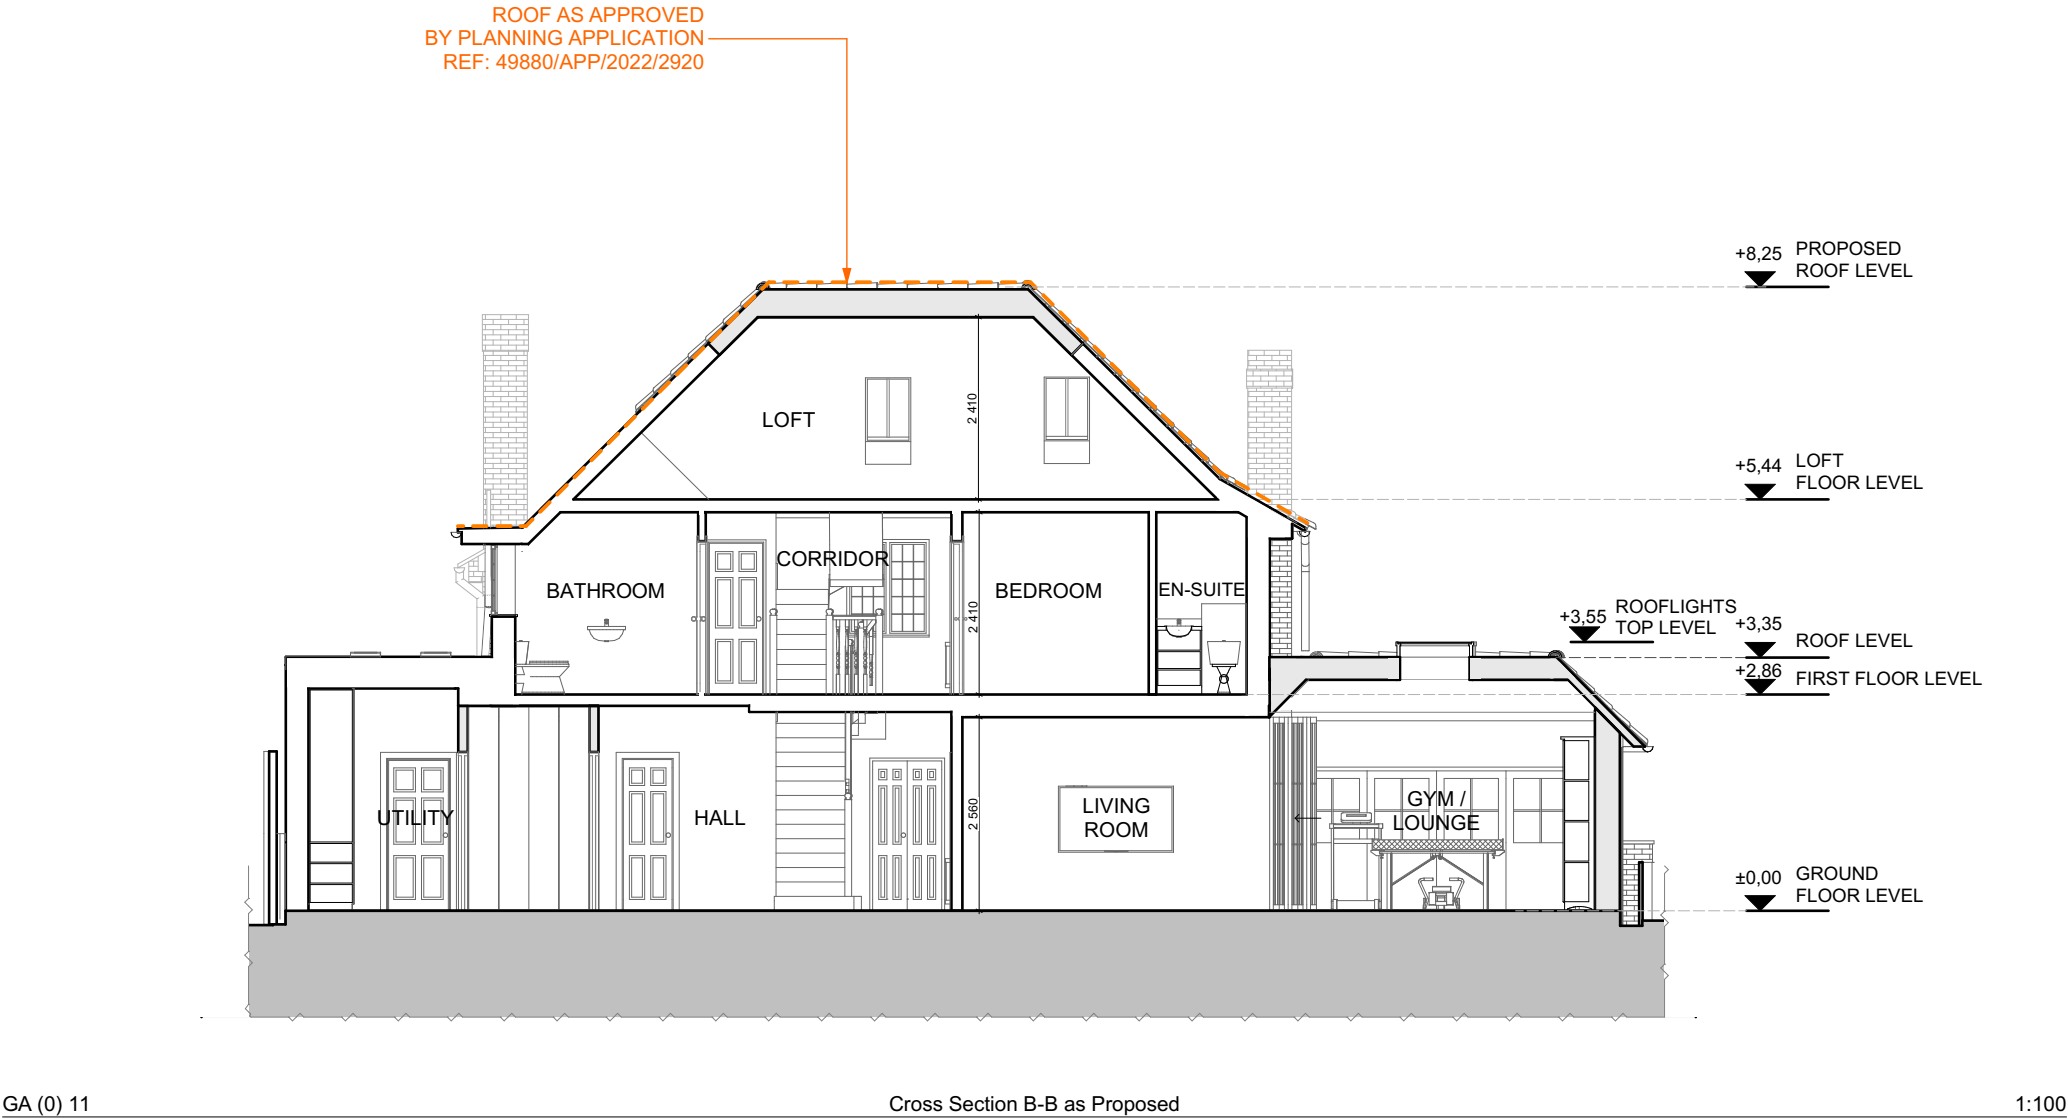 ROOF AS APPROVED
BY PLANNING APPLICATION
REF: 49880/APP/2022/2920
+8,25 PROPOSED
ROOF LEVEL
LOFT
2 410
+5,44 LOFT
FLOOR LEVEL
CORRIDOR
BATHROOM
BEDROOM
EN-SUITE
2 410
+3,55 ROOFLIGHTS
TOP LEVEL
+3,35 ROOF LEVEL
+2,86 FIRST FLOOR LEVEL
UTILITY
HALL
2 560
LIVING
ROOM
GYM /
LOUNGE
±0,00 GROUND
FLOOR LEVEL
GA (0) 11
Cross Section B-B as Proposed
1:100